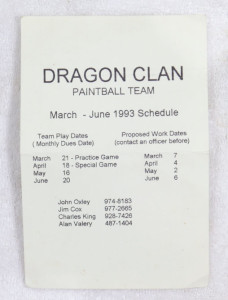 DRAGON CLAN
PAINTBALL TEAM
March - June 1993 Schedule
Team Play Dates
( Monthly Dues Date)
March 21 - Practice Game
April 18 - Special Game
May 16
June 20
Proposed Work Dates
(contact an officer before)
March 7
April 4
May 2
June 6
John Oxley 974-8183
Jim Cox 977-2665
Charles King 928-7426
Alan Valery 487-1404